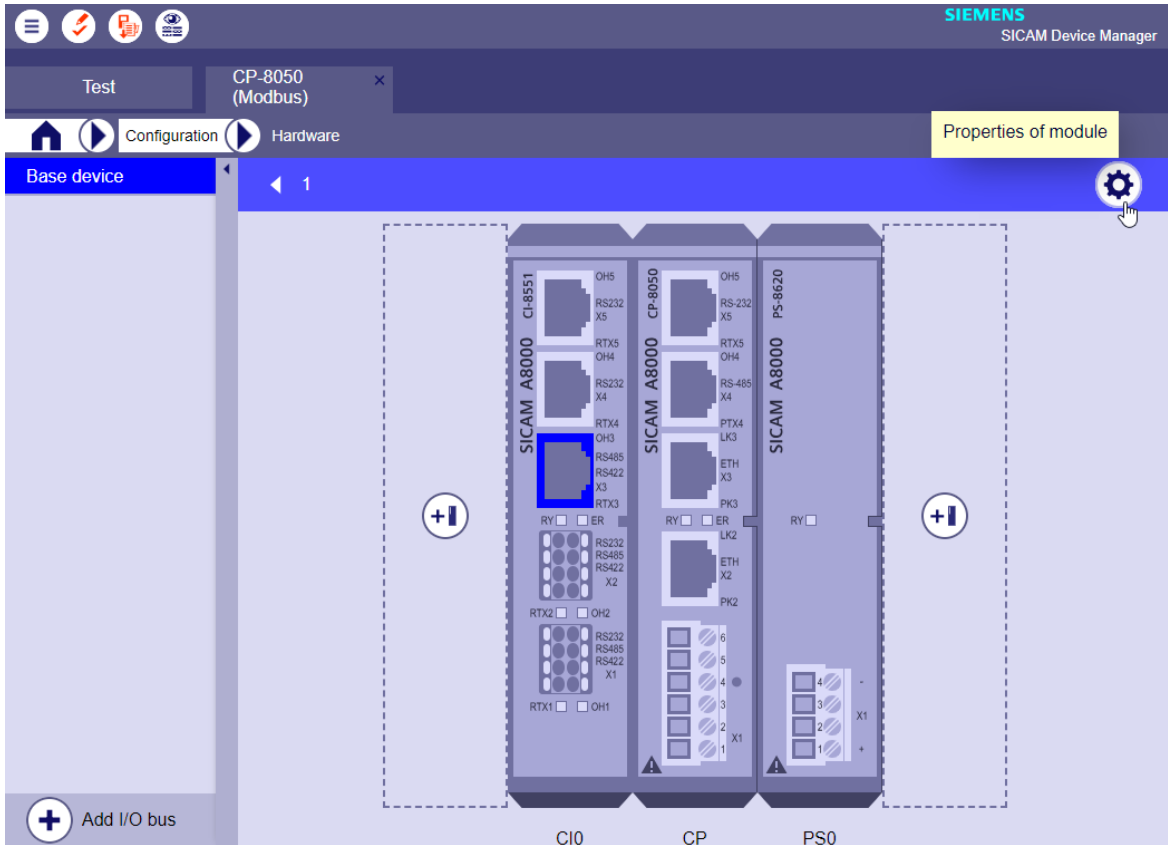 SIEMENS
SICAM Device Manager
Test
CP-8050
(Modbus)
×
Configuration
Hardware
Properties of module
Base device
1
CI-8551
SICAM A8000
OH5
RS232
X5
RTX5
OH4
RS232
X4
RTX4
OH3
RS485
RS422
X3
RTX3
RY
ER
RS232
RS485
RS422
X2
RTX2
OH2
RS232
RS485
RS422
X1
RTX1
OH1
CP-8050
SICAM A8000
OH5
RS-232
X5
RTX5
OH4
RS-485
X4
PTX4
LK3
ETH
X3
PK3
RY
ER
LK2
ETH
X2
PK2
6
5
4
3
2
1
X1
PS-8620
SICAM A8000
RY
4
3
2
1
-
X1
+
Add I/O bus
CI0
CP
PS0